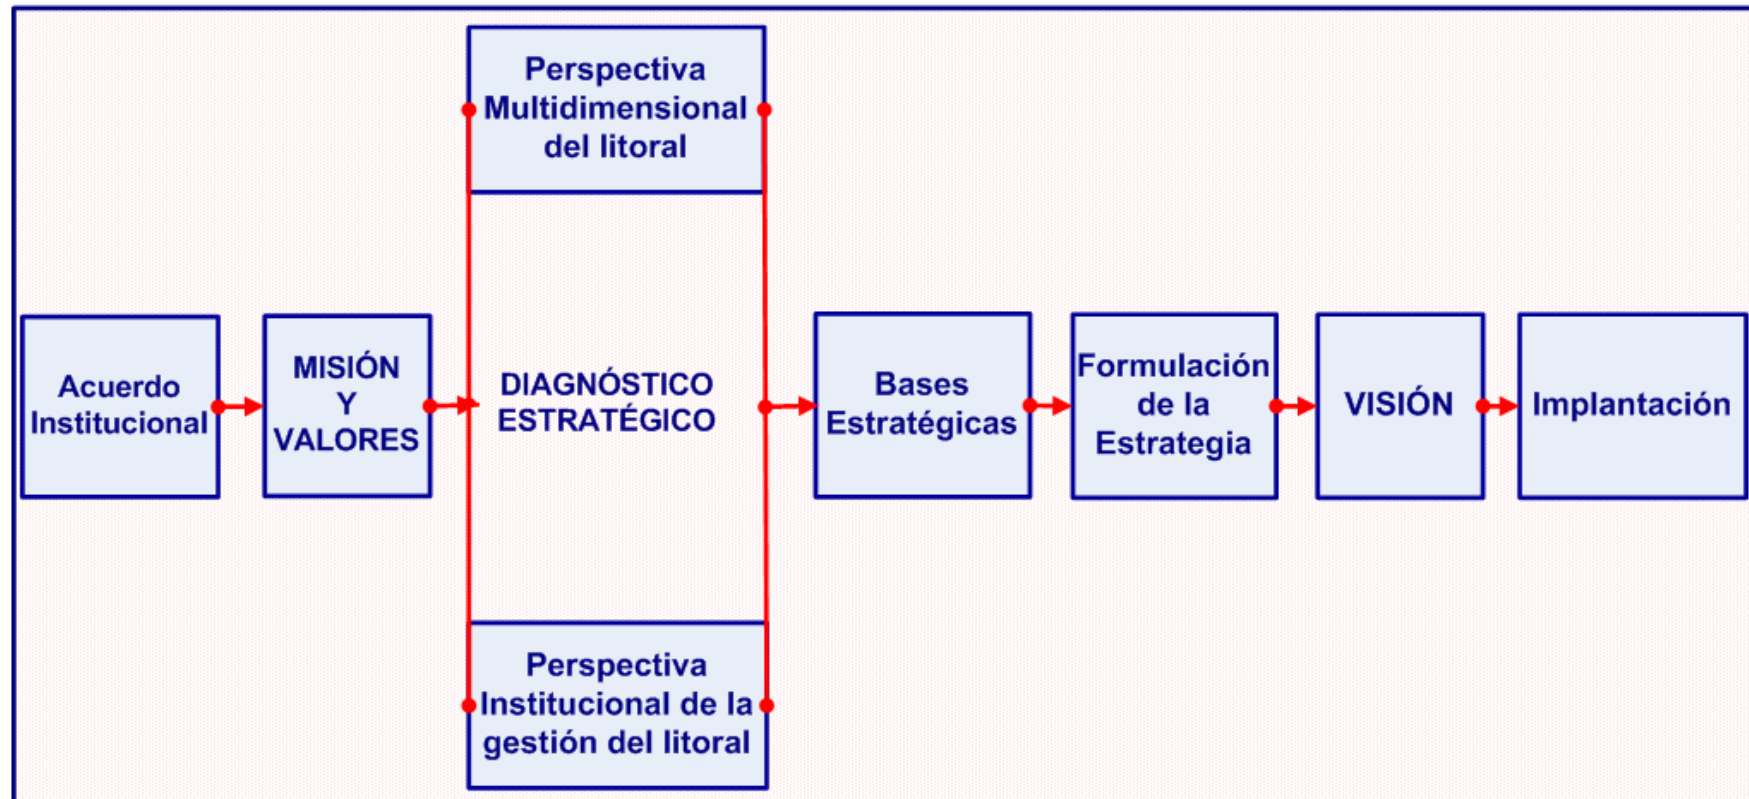 Perspectiva
Multidimensional
del litoral
Acuerdo
Institucional
MISIÓN
Y
VALORES
DIAGNÓSTICO
ESTRATÉGICO
Bases
Estratégicas
Formulación
de la
Estrategia
VISIÓN
Implantación
Perspectiva
Institucional de la
gestión del litoral